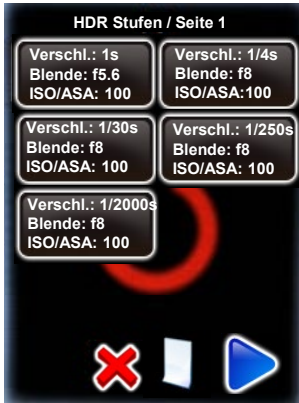 HDR Stufen / Seite 1
Verschl.: 1s
Blende: f5.6
ISO/ASA: 100
Verschl.: 1/4s
Blende: f8
ISO/ASA:100
Verschl.: 1/30s
Blende: f8
ISO/ASA: 100
Verschl.: 1/250s
Blende: f8
ISO/ASA: 100
Verschl.: 1/2000s
Blende: f8
ISO/ASA: 100